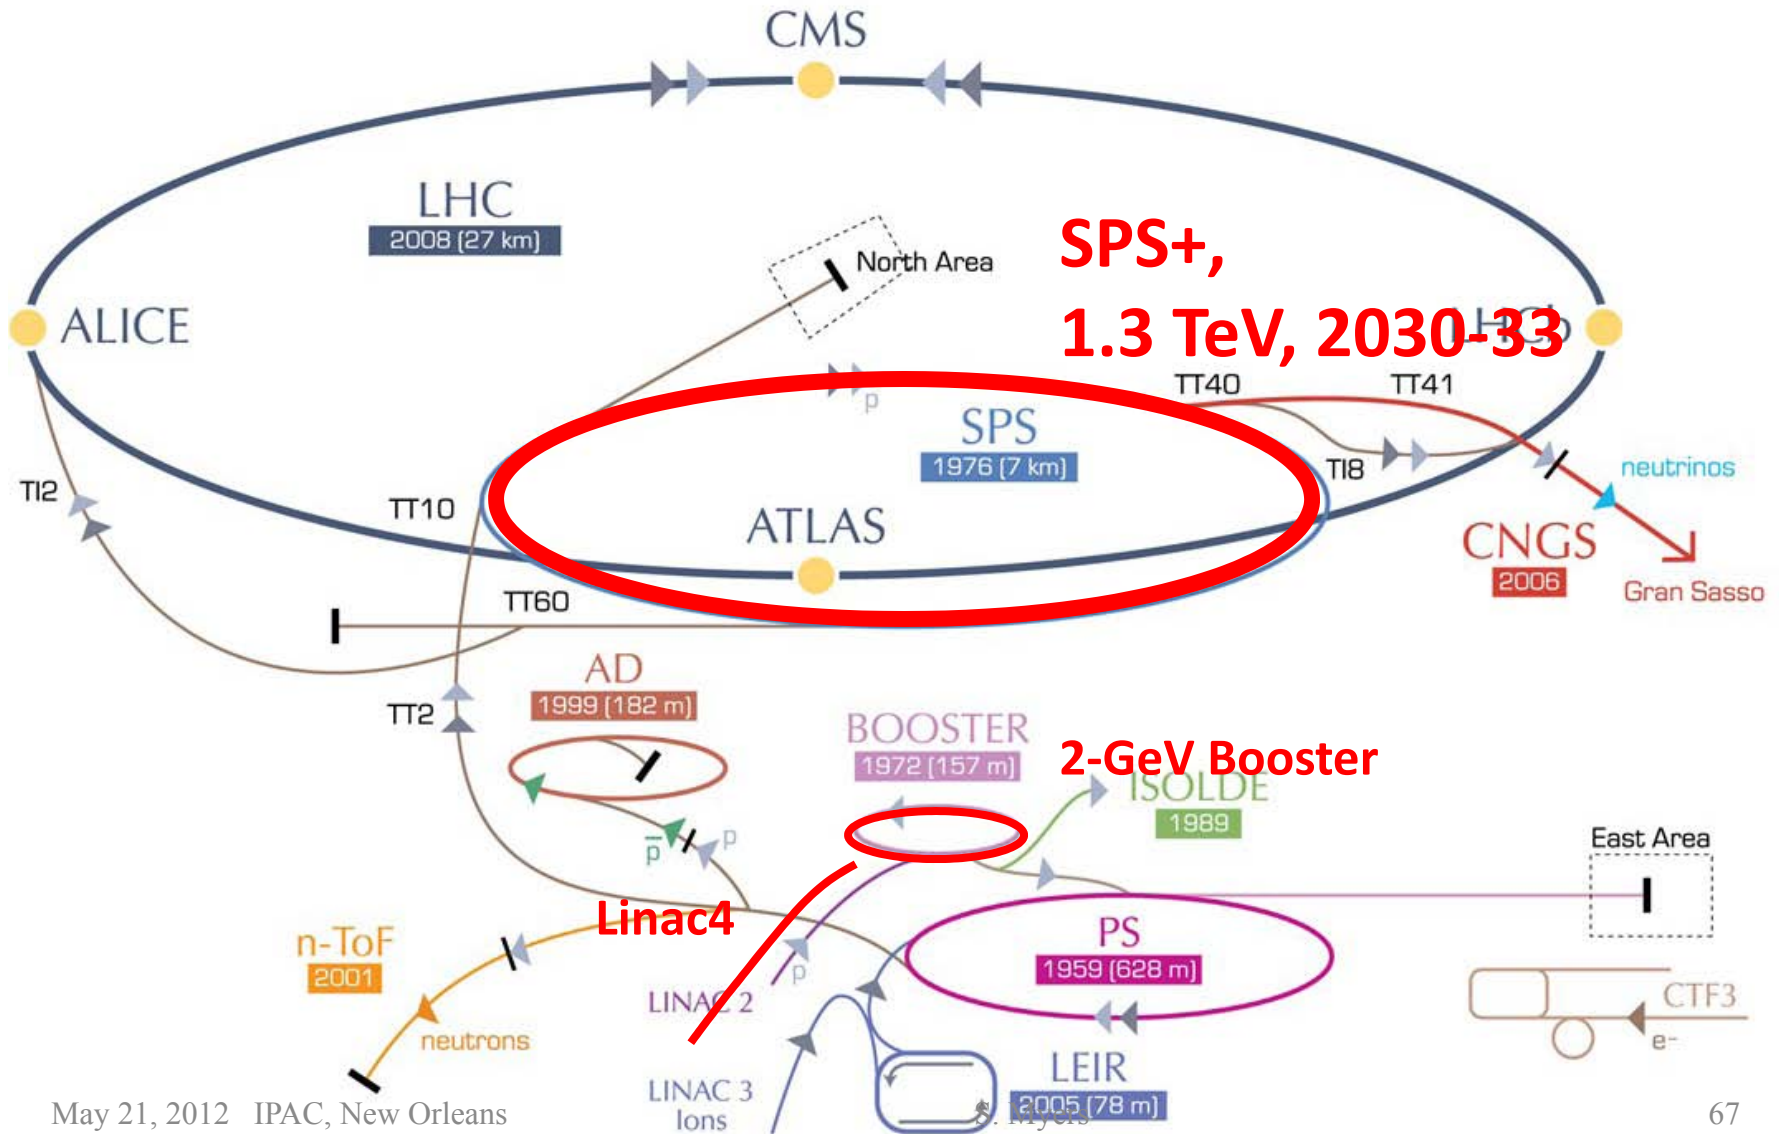 CMS
LHC
2008 (27 km)
North Area
SPS+,
1.3 TeV, 2030-33
ALICE
LHCb
TT40
TT41
p
SPS
1976 (7 km)
TI8
neutrinos
TI2
TT10
ATLAS
CNGS
2006
Gran Sasso
TT60
AD
1999 (182 m)
TT2
BOOSTER
1972 (157 m)
2-GeV Booster
ISOLDE
1989
East Area
p
p̅
Linac4
n-ToF
2001
p
PS
1959 (628 m)
LINAC 2
CTF3
e-
neutrons
LEIR
2005 (78 m)
LINAC 3
Ions
May 21, 2012 IPAC, New Orleans
S. Myers
67